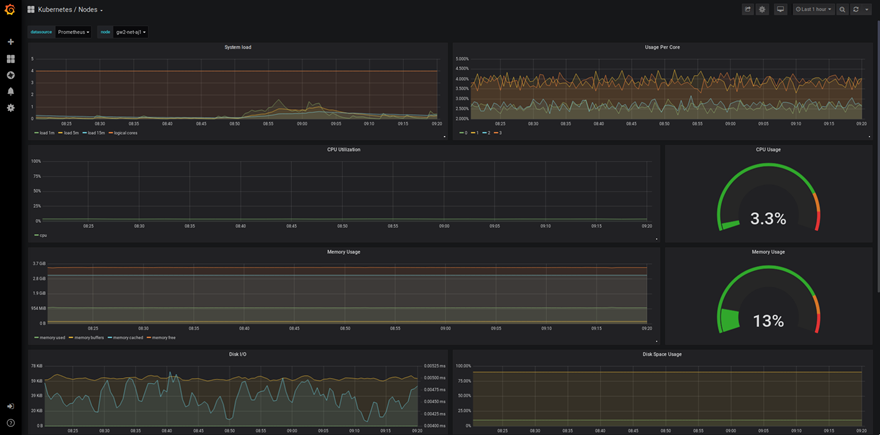 Kubernetes / Nodes
Last 1 hour
datasource Prometheus node gw2-net-aj1
System load
5
4
3
2
1
0
08:25 08:30 08:35 08:40 08:45 08:50 08:55 09:00 09:05 09:10 09:15 09:20
load 1m load 5m load 15m logical cores
Usage Per Core
5.000%
4.500%
4.000%
3.500%
3.000%
2.500%
2.000%
08:25 08:30 08:35 08:40 08:45 08:50 08:55 09:00 09:05 09:10 09:15 09:20
0 1 2 3
CPU Utilization
100%
75%
50%
25%
0%
08:25 08:30 08:35 08:40 08:45 08:50 08:55 09:00 09:05 09:10 09:15 09:20
cpu
CPU Usage
3.3%
Memory Usage
3.7 GiB
2.8 GiB
1.9 GiB
954 MiB
0 B
08:25 08:30 08:35 08:40 08:45 08:50 08:55 09:00 09:05 09:10 09:15 09:20
memory used memory buffers memory cached memory free
Memory Usage
13%
Disk I/O
78 KiB
59 KiB
39 KiB
20 KiB
0 B
0.00525 ms
0.00500 ms
0.00475 ms
0.00450 ms
0.00425 ms
0.00400 ms
08:25 08:30 08:35 08:40 08:45 08:50 08:55 09:00 09:05 09:10 09:15 09:20
Disk Space Usage
100.00%
75.00%
50.00%
25.00%
0%
08:25 08:30 08:35 08:40 08:45 08:50 08:55 09:00 09:05 09:10 09:15 09:20